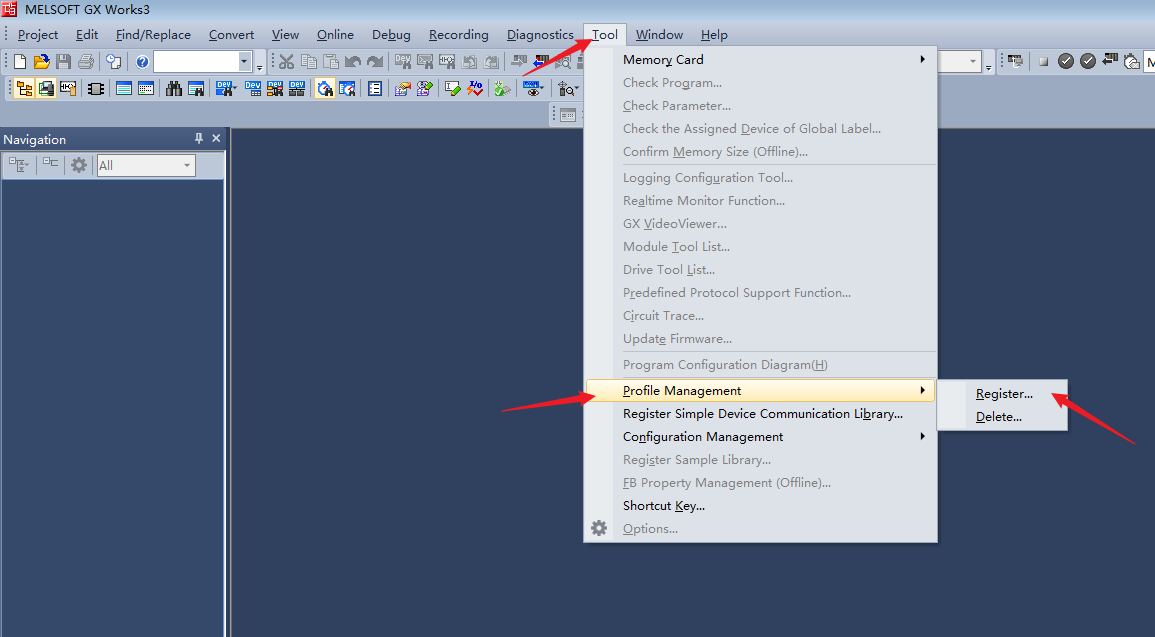 MELSOFT GX Works3
Project Edit Find/Replace Convert View Online Debug Recording Diagnostics Tool Window Help
Navigation
All
Memory Card
Check Program...
Check Parameter...
Check the Assigned Device of Global Label...
Confirm Memory Size (Offline)...
Logging Configuration Tool...
Realtime Monitor Function...
GX VideoViewer...
Module Tool List...
Drive Tool List...
Predefined Protocol Support Function...
Circuit Trace...
Update Firmware...
Program Configuration Diagram(H)
Profile Management
Register...
Delete...
Register Simple Device Communication Library...
Configuration Management
Register Sample Library...
FB Property Management (Offline)...
Shortcut Key...
Options...